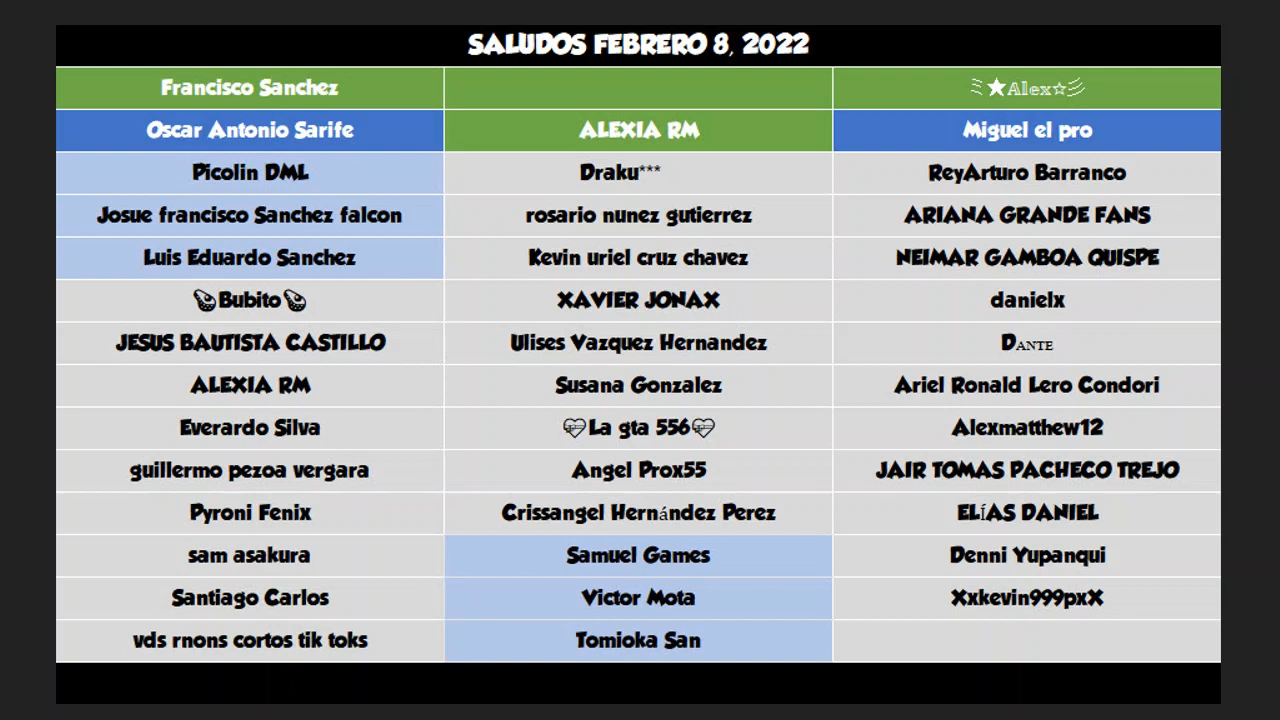 SALUDOS FEBRERO 8, 2022
Francisco Sanchez ミ★Alex☆彡
Oscar Antonio Sarife ALEXIA RM Miguel el pro
Picolin DML Draku*** ReyArturo Barranco
Josue francisco Sanchez falcon rosario nunez gutierrez ARIANA GRANDE FANS
Luis Eduardo Sanchez Kevin uriel cruz chavez NEIMAR GAMBOA QUISPE
🍣Bubito🍣 XAVIER JONAX danielx
JESUS BAUTISTA CASTILLO Ulises Vazquez Hernandez Dᴀɴᴛᴇ
ALEXIA RM Susana Gonzalez Ariel Ronald Lero Condori
Everardo Silva 💝La gta 556💝 Alexmatthew12
guillermo pezoa vergara Angel Prox55 JAIR TOMAS PACHECO TREJO
Pyroni Fenix Crissangel Hernández Perez ELÍAS DANIEL
sam asakura Samuel Games Denni Yupanqui
Santiago Carlos Victor Mota Xxkevin999pxX
vds rnons cortos tik toks Tomioka San